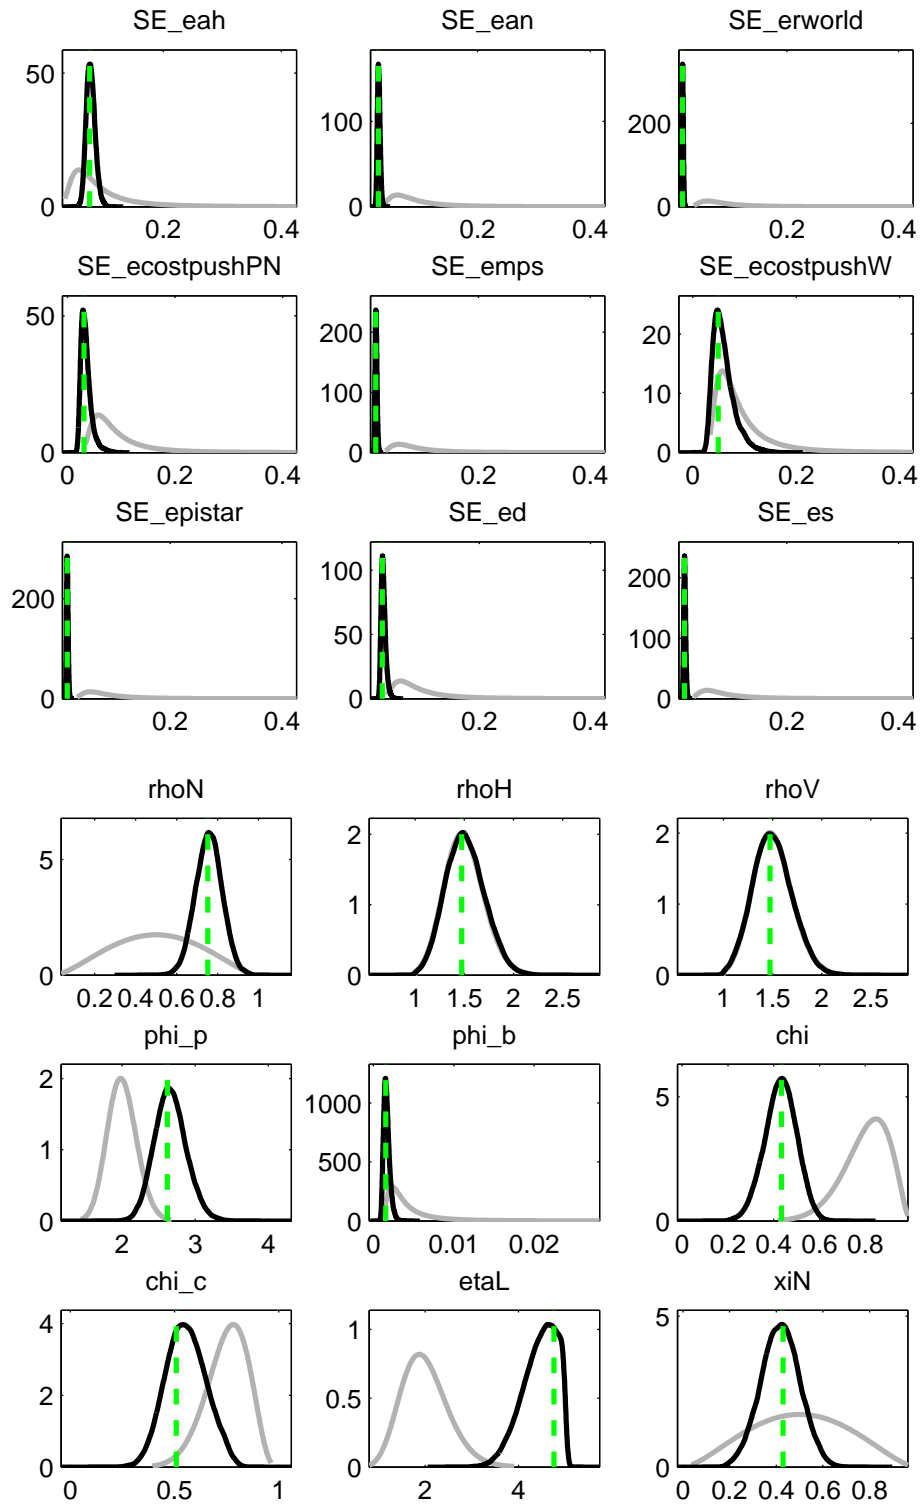 SE_eah SE_ean SE_erworld
50 0 0.2 0.4
100 0 0.2 0.4
200 0 0.2 0.4
SE_ecostpushPN SE_emps SE_ecostpushW
50 0 0 0.2 0.4
200 100 0 0.2 0.4
20 10 0 0 0.2 0.4
SE_epistar SE_ed SE_es
200 0 0.2 0.4
100 50 0 0.2 0.4
200 100 0 0.2 0.4
rhoN rhoH rhoV
5 0 0.2 0.4 0.6 0.8 1
2 1 0 1 1.5 2 2.5
2 1 0 1 1.5 2 2.5
phi_p phi_b chi
2 1 0 2 3 4
1000 500 0 0 0.01 0.02
5 0 0 0.2 0.4 0.6 0.8
chi_c etaL xiN
4 2 0 0 0.5 1
1 0.5 0 2 4
5 0 0 0.2 0.4 0.6 0.8